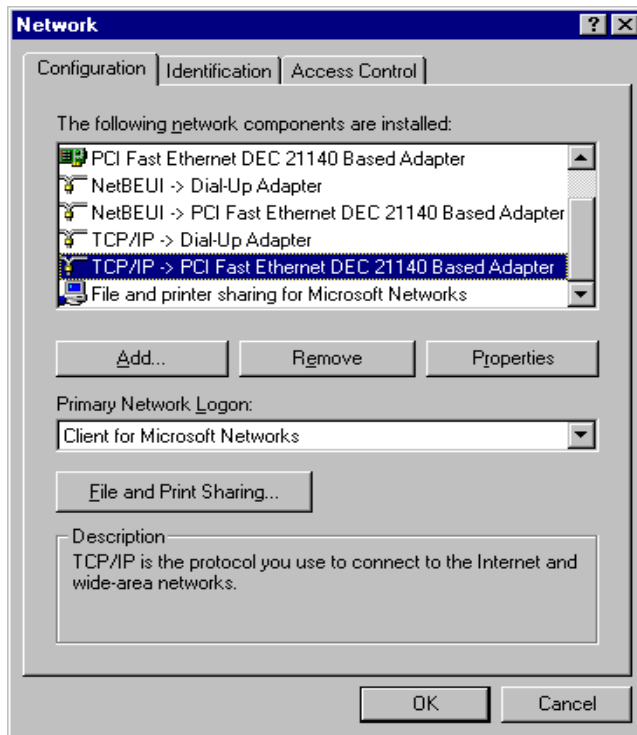 Network
Configuration Identification Access Control
The following network components are installed:
PCI Fast Ethernet DEC 21140 Based Adapter
NetBEUI -> Dial-Up Adapter
NetBEUI -> PCI Fast Ethernet DEC 21140 Based Adapter
TCP/IP -> Dial-Up Adapter
TCP/IP -> PCI Fast Ethernet DEC 21140 Based Adapter
File and printer sharing for Microsoft Networks
Add... Remove Properties
Primary Network Logon:
Client for Microsoft Networks
File and Print Sharing...
Description
TCP/IP is the protocol you use to connect to the Internet and
wide-area networks.
OK Cancel